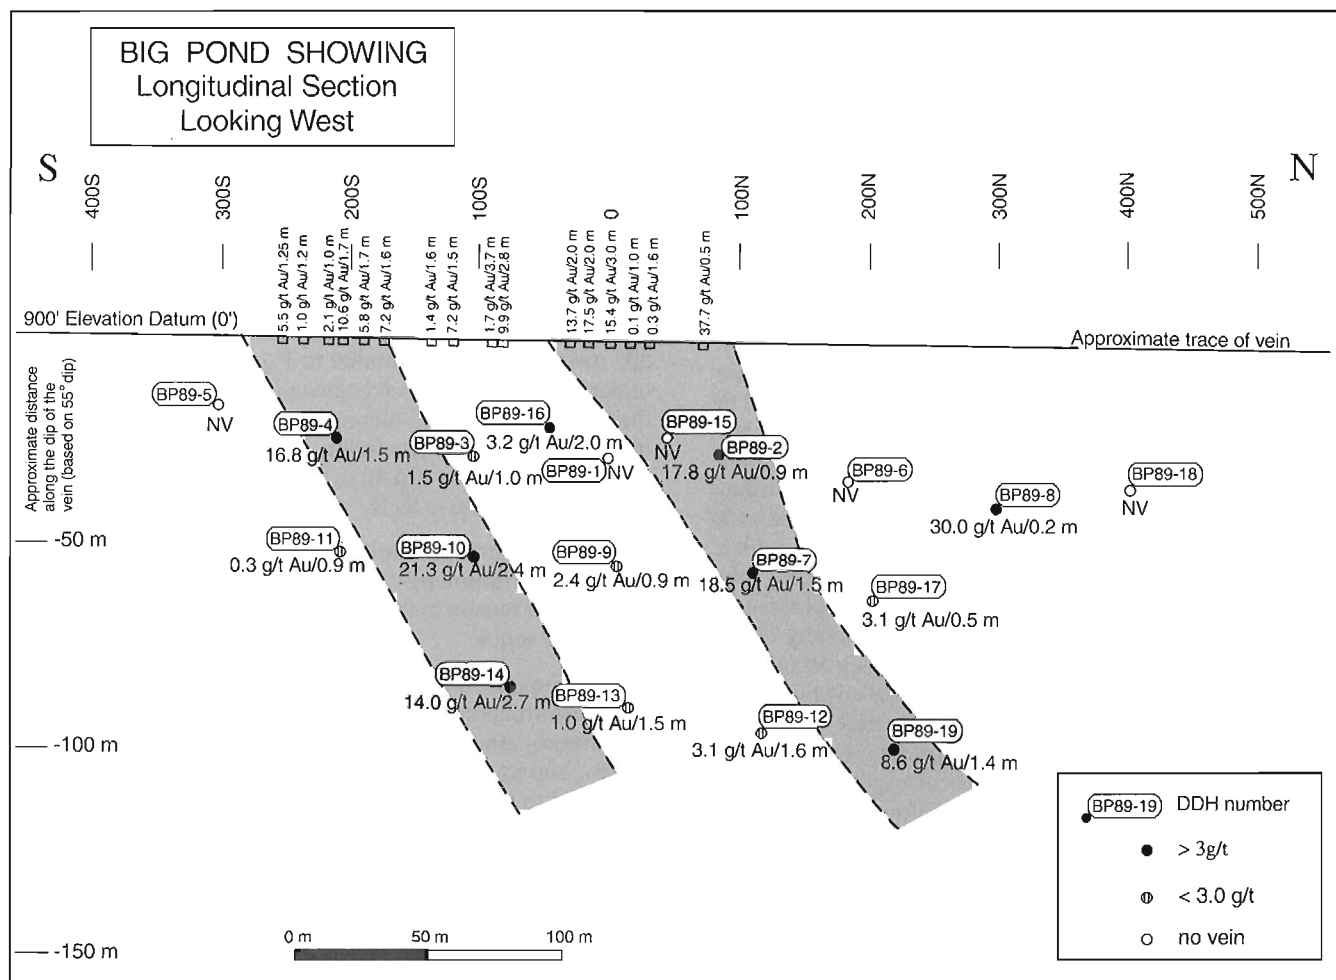 BIG POND SHOWING
Longitudinal Section
Looking West
S
N
400S
300S
200S
100S
0
100N
200N
300N
400N
500N
5.5 g/t Au/1.25 m
1.0 g/t Au/1.2 m
2.1 g/t Au/1.0 m
10.6 g/t Au/1.7 m
5.8 g/t Au/1.7 m
7.2 g/t Au/1.6 m
1.4 g/t Au/1.6 m
7.2 g/t Au/1.5 m
1.7 g/t Au/3.7 m
9.9 g/t Au/2.8 m
13.7 g/t Au/2.0 m
17.5 g/t Au/2.0 m
15.4 g/t Au/3.0 m
0.1 g/t Au/1.0 m
0.3 g/t Au/1.6 m
37.7 g/t Au/0.5 m
900' Elevation Datum (0')
Approximate trace of vein
Approximate distance
along the dip of the
vein (based on 55° dip)
BP89-5
NV
BP89-4
16.8 g/t Au/1.5 m
BP89-3
1.5 g/t Au/1.0 m
BP89-16
3.2 g/t Au/2.0 m
BP89-1
NV
BP89-15
NV
BP89-2
17.8 g/t Au/0.9 m
BP89-6
NV
BP89-8
30.0 g/t Au/0.2 m
BP89-18
NV
-50 m
BP89-11
0.3 g/t Au/0.9 m
BP89-10
21.3 g/t Au/2.4 m
BP89-9
2.4 g/t Au/0.9 m
BP89-7
18.5 g/t Au/1.5 m
BP89-17
3.1 g/t Au/0.5 m
BP89-14
14.0 g/t Au/2.7 m
BP89-13
1.0 g/t Au/1.5 m
BP89-12
3.1 g/t Au/1.6 m
BP89-19
8.6 g/t Au/1.4 m
-100 m
-150 m
0 m
50 m
100 m
BP89-19 DDH number
> 3g/t
< 3.0 g/t
no vein